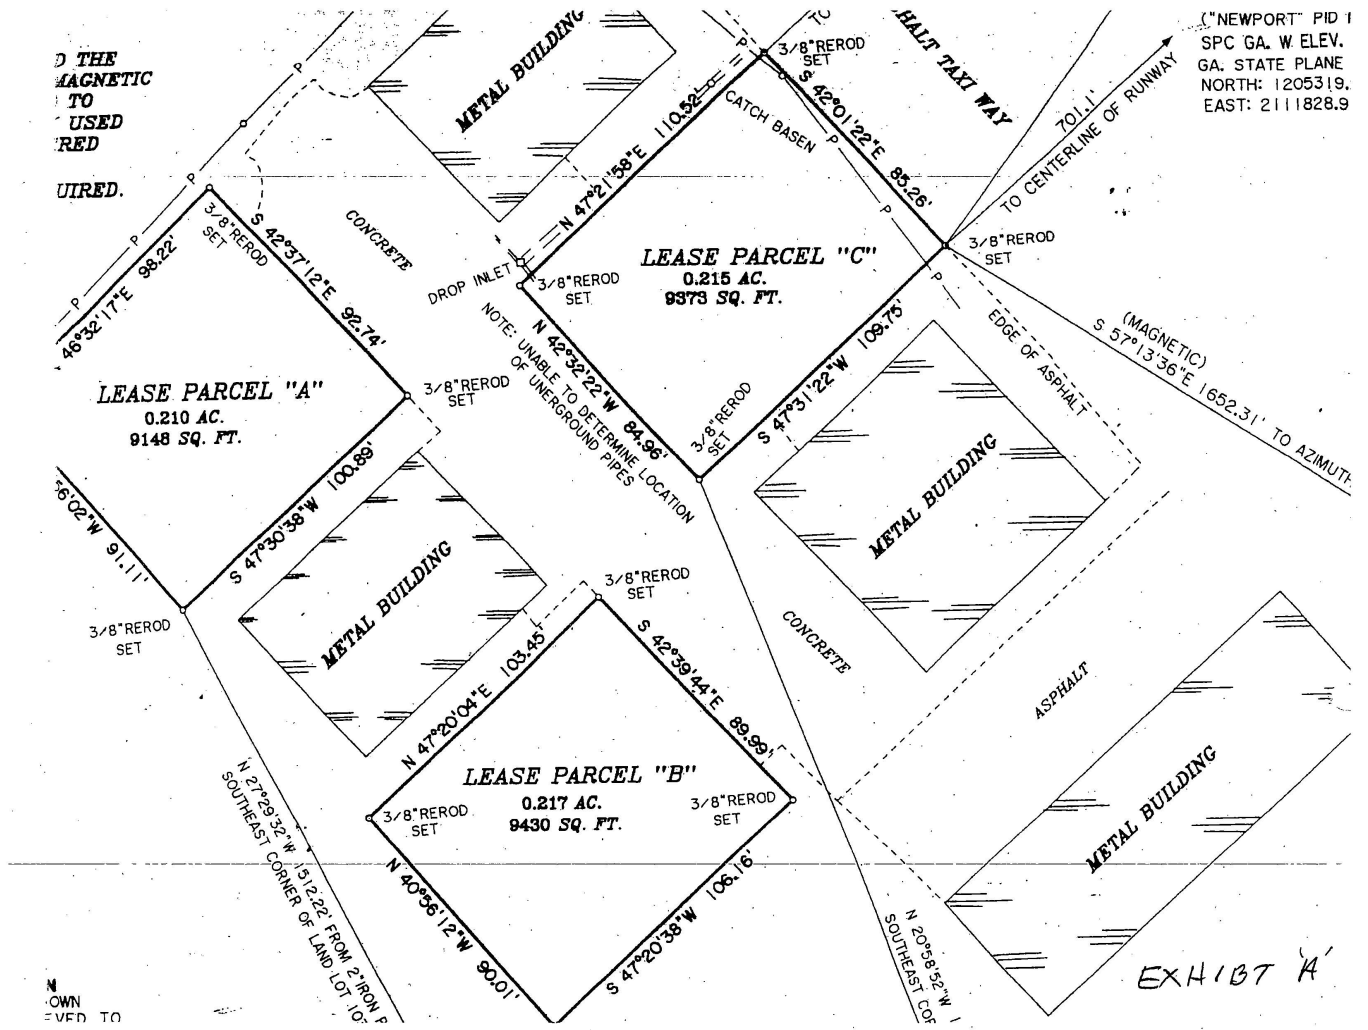 D THE
MAGNETIC
TO
USED
RED
UIRED.
("NEWPORT" PID
SPC GA. W ELEV.
GA. STATE PLANE
NORTH: 1205319.
EAST: 2111828.9
METAL BUILDING
HALT TAXI WAY
TO
P
3/8"REROD
110.52'
CATCH BASEN
S 42°01'22"E 85.26'
701.1'
TO CENTERLINE OF RUNWAY
N 47°21'58"E
P
P
P
P
P
P
3/8"REROD
SET
S 42°37'12"E 92.74'
CONCRETE
46°32'17"E 98.22'
DROP INLET
3/8"REROD
SET
LEASE PARCEL "C"
0.215 AC.
9373 SQ. FT.
3/8"REROD
SET
NOTE: UNABLE TO DETERMINE LOCATION
OF UNERGROUND PIPES
N 42°32'22"W 84.96'
S 47°31'22"W 109.75'
EDGE OF ASPHALT
(MAGNETIC)
S 57°13'36"E 1652.31' TO AZIMUTH
LEASE PARCEL "A"
0.210 AC.
9148 SQ. FT.
3/8"REROD
SET
3/8"REROD
SET
56'02"W 91.11'
S 47°30'38"W 100.89'
METAL BUILDING
METAL BUILDING
3/8"REROD
SET
3/8"REROD
SET
CONCRETE
ASPHALT
N 47°20'04"E 103.45'
S 42°39'44"E 89.99'
LEASE PARCEL "B"
0.217 AC.
9430 SQ. FT.
3/8"REROD
SET
3/8"REROD
SET
METAL BUILDING
N 27°29'32"W 1512.22' FROM 2"IRON
SOUTHEAST CORNER OF LAND LOT
N 40°56'12"W 90.01'
S 47°20'38"W 106.16'
N 20°58'52"W
SOUTHEAST COR
EXHIBT 'A'
OWN
VED TO